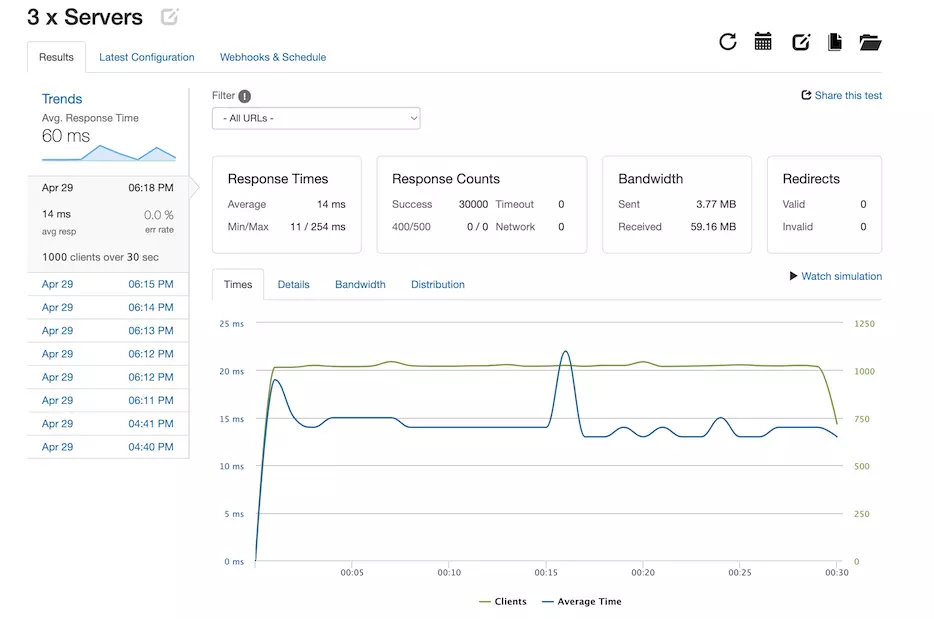 3 x Servers
Results
Latest Configuration
Webhooks & Schedule
Trends
Avg. Response Time
60 ms
Apr 29 06:18 PM
14 ms 0.0 %
avg resp err rate
1000 clients over 30 sec
Apr 29 06:15 PM
Apr 29 06:14 PM
Apr 29 06:13 PM
Apr 29 06:12 PM
Apr 29 06:12 PM
Apr 29 06:11 PM
Apr 29 04:41 PM
Apr 29 04:40 PM
Filter !
- All URLs -
Share this test
Response Times
Average 14 ms
Min/Max 11 / 254 ms
Response Counts
Success 30000 Timeout 0
400/500 0 / 0 Network 0
Bandwidth
Sent 3.77 MB
Received 59.16 MB
Redirects
Valid 0
Invalid 0
Times Details Bandwidth Distribution
Watch simulation
25 ms 1250
20 ms 1000
15 ms 750
10 ms 500
5 ms 250
0 ms 0
00:05 00:10 00:15 00:20 00:25 00:30
Clients Average Time